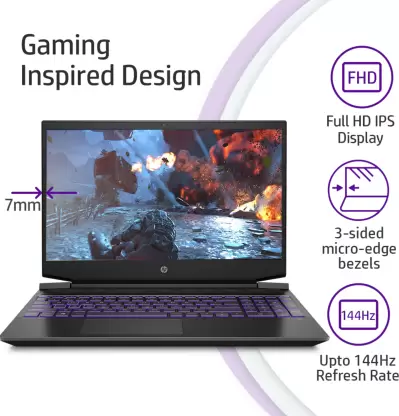 Gaming
Inspired Design
FHD
Full HD IPS
Display
7mm
3-sided
micro-edge
bezels
hp
144Hz
Upto 144Hz
Refresh Rate